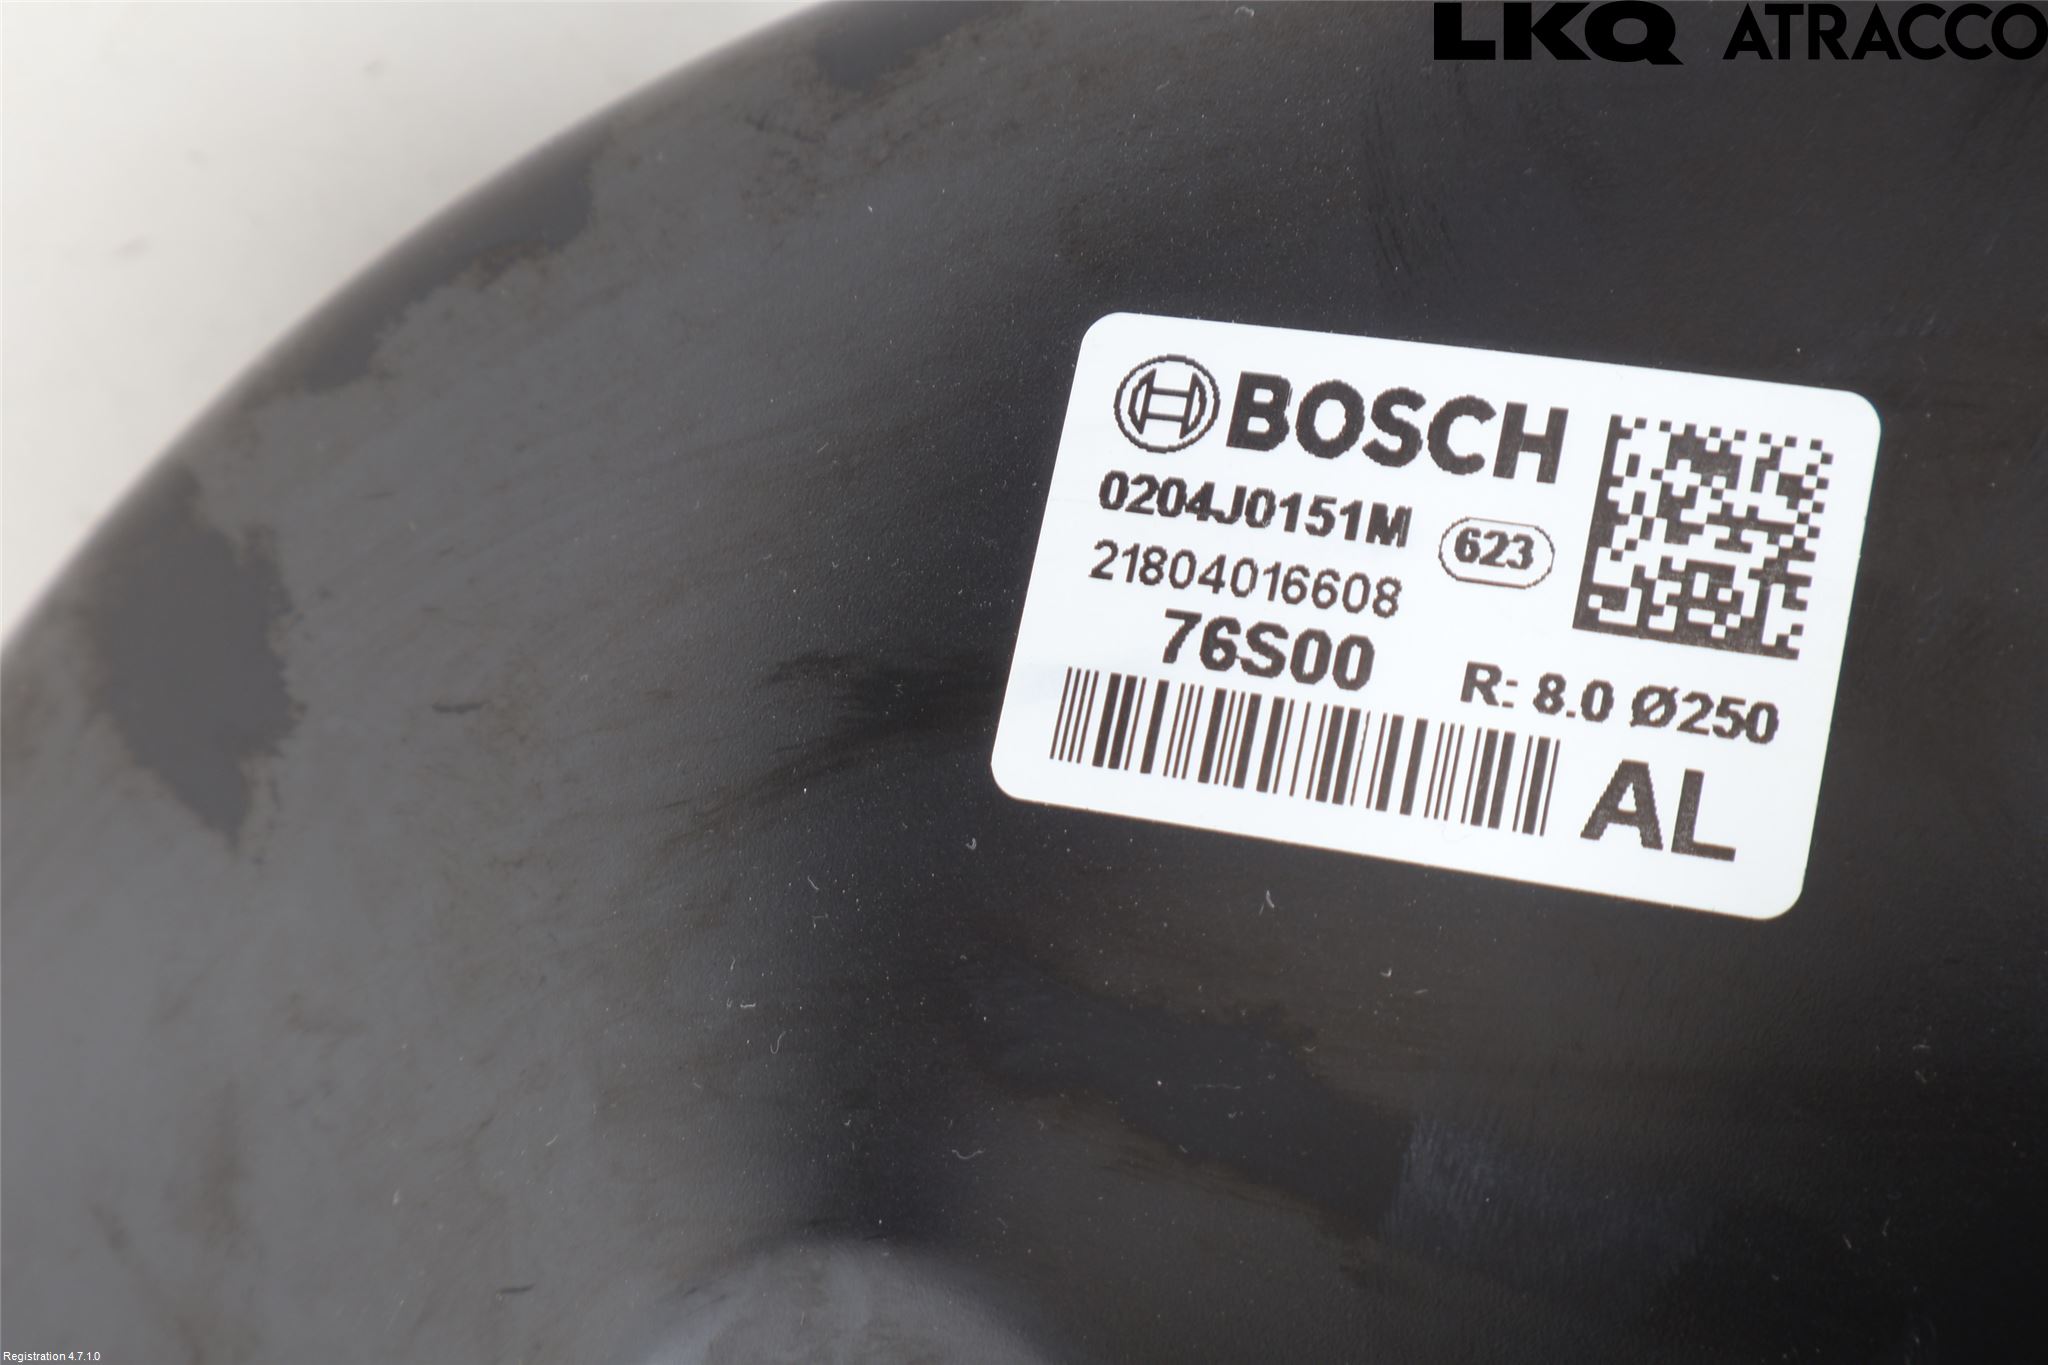 LKQ ATRACCO
BOSCH
0204J0151M
623
21804016608
76S00
R: 8.0 Ø250
AL
Registration 4.7.1.0